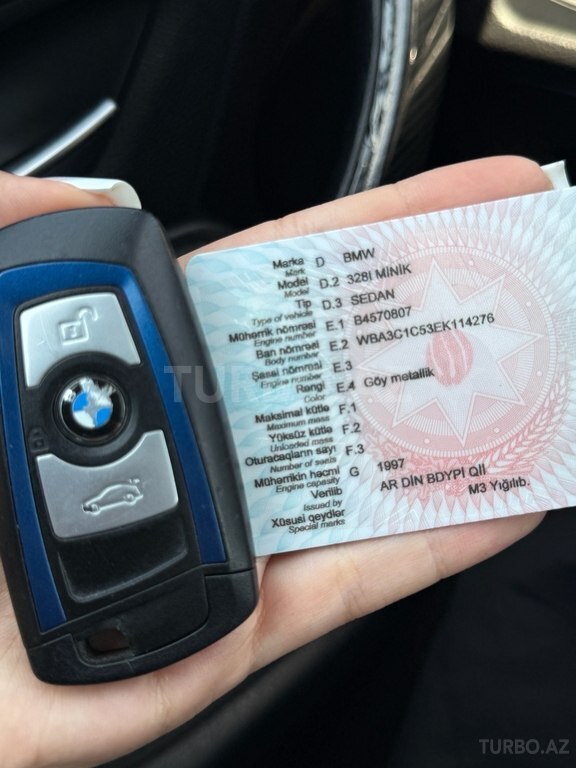 Marka D BMW
Mark
Model D.2 328I MİNİK
Model
Tip D.3 SEDAN
Type of vehicle
Mühərrik nömrəsi E.1 B4570807
Engine number
Ban nömrəsi E.2 WBA3C1C53EK114276
Body number
Şassi nömrəsi E.3
Engine number
Rəngi E.4 Göy metallik
Color
Maksimal kütlə F.1
Maximum mass
Yüksüz kütlə F.2
Unloaded mass
Oturacaqların sayı F.3
Number of seats
Mühərrikin həcmi G 1997
Engine capacity
Verilib AR DİN BDYPİ Qİİ
Issued by
Xüsusi qeydlər M3 Yığılıb.
Special marks
TURBO.AZ